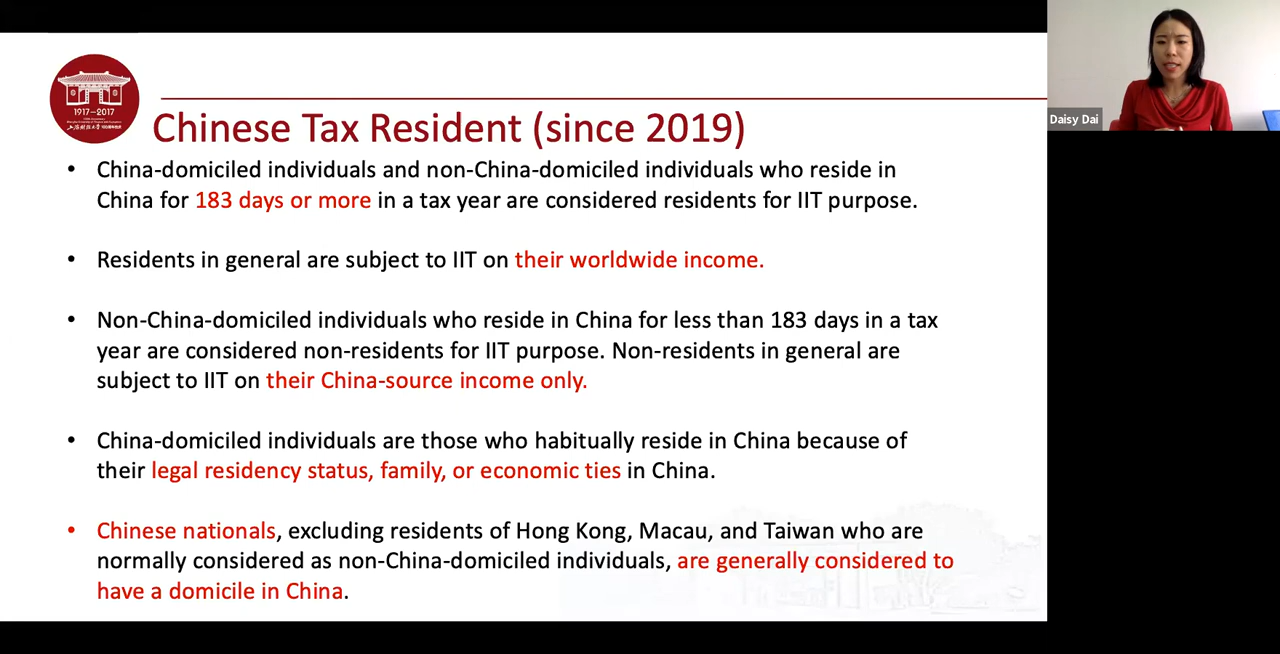 1917-2017
上海财经大学
Chinese Tax Resident (since 2019)
• China-domiciled individuals and non-China-domiciled individuals who reside in
China for 183 days or more in a tax year are considered residents for IIT purpose.
• Residents in general are subject to IIT on their worldwide income.
• Non-China-domiciled individuals who reside in China for less than 183 days in a tax
year are considered non-residents for IIT purpose. Non-residents in general are
subject to IIT on their China-source income only.
• China-domiciled individuals are those who habitually reside in China because of
their legal residency status, family, or economic ties in China.
• Chinese nationals, excluding residents of Hong Kong, Macau, and Taiwan who are
normally considered as non-China-domiciled individuals, are generally considered to
have a domicile in China.
Daisy Dai